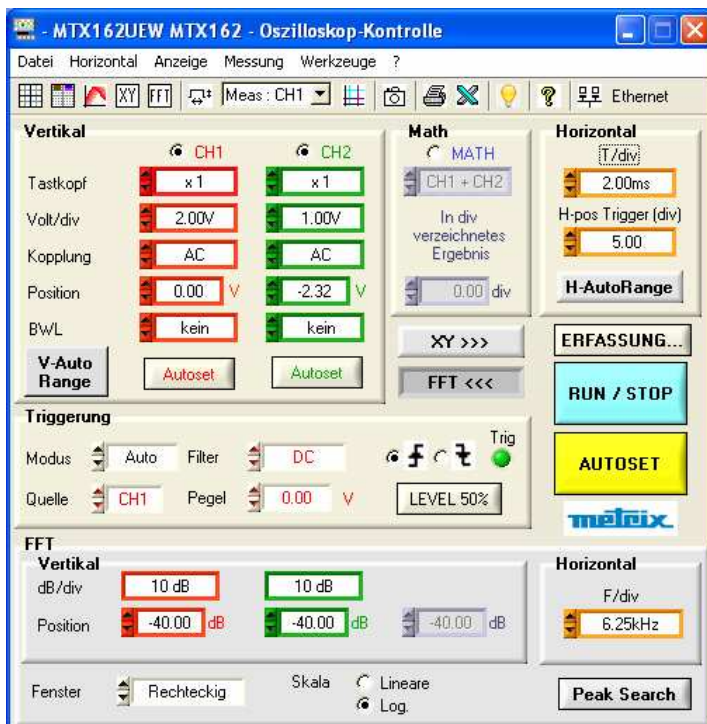 - MTX162UEW MTX162 - Oszilloskop-Kontrolle
Datei Horizontal Anzeige Messung Werkzeuge ?
XY FFT Meas : CH1 ? Ethernet
Vertikal
CH1 CH2
Tastkopf x 1 x 1
Volt/div 2.00V 1.00V
Kopplung AC AC
Position 0.00 V -2.32 V
BWL kein kein
V-Auto
Range
Autoset Autoset
Math
MATH
CH1 + CH2
In div
verzeichnetes
Ergebnis
0.00 div
Horizontal
T/div
2.00ms
H-pos Trigger (div)
5.00
H-AutoRange
XY >>>
FFT <<<
ERFASSUNG...
RUN / STOP
AUTOSET
metrix
Triggerung
Modus Auto Filter DC Trig
Quelle CH1 Pegel 0.00 V LEVEL 50%
FFT
Vertikal
dB/div 10 dB 10 dB
Position -40.00 dB -40.00 dB -40.00 dB
Horizontal
F/div
6.25kHz
Fenster Rechteckig Skala Lineare
Log.
Peak Search